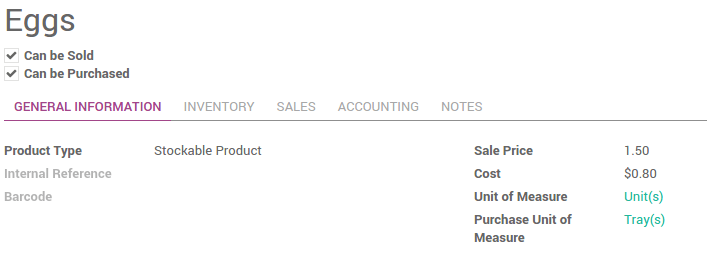 Eggs
Can be Sold
Can be Purchased
GENERAL INFORMATION INVENTORY SALES ACCOUNTING NOTES
Product Type Stockable Product Sale Price 1.50
Internal Reference Cost $0.80
Barcode Unit of Measure Unit(s)
Purchase Unit of Tray(s)
Measure